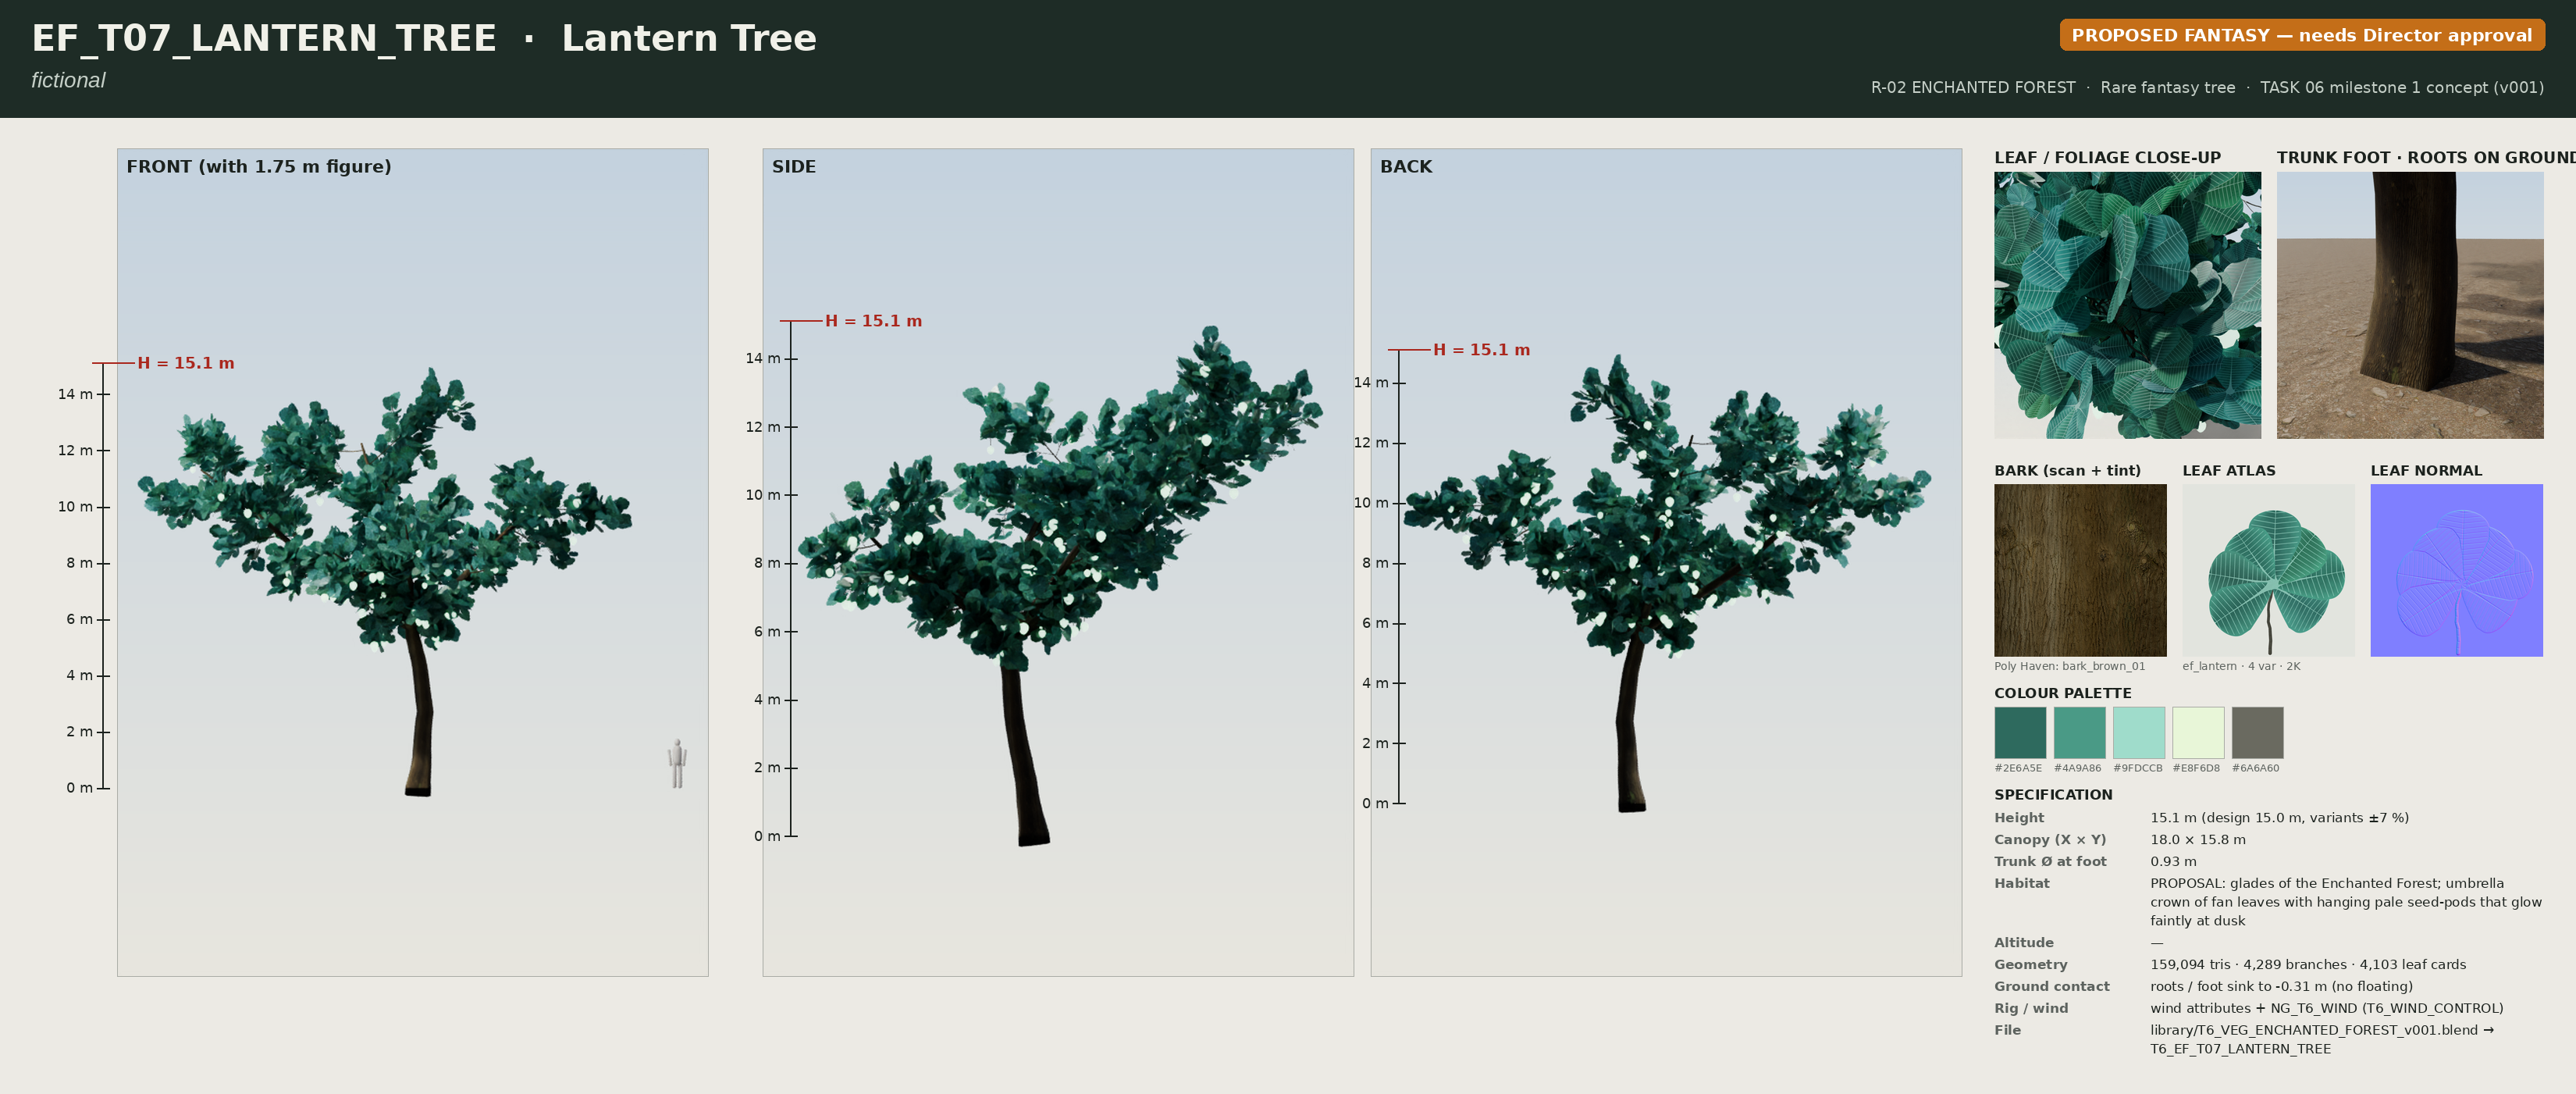 EF_T07_LANTERN_TREE · Lantern Tree
fictional
PROPOSED FANTASY — needs Director approval
R-02 ENCHANTED FOREST · Rare fantasy tree · TASK 06 milestone 1 concept (v001)
FRONT (with 1.75 m figure)
H = 15.1 m
14 m
12 m
10 m
8 m
6 m
4 m
2 m
0 m
SIDE
H = 15.1 m
14 m
12 m
10 m
8 m
6 m
4 m
2 m
0 m
BACK
H = 15.1 m
14 m
12 m
10 m
8 m
6 m
4 m
2 m
0 m
LEAF / FOLIAGE CLOSE-UP
TRUNK FOOT · ROOTS ON GROUND
BARK (scan + tint)
LEAF ATLAS
LEAF NORMAL
Poly Haven: bark_brown_01
ef_lantern · 4 var · 2K
COLOUR PALETTE
#2E6A5E #4A9A86 #9FDCCB #E8F6D8 #6A6A60
SPECIFICATION
Height 15.1 m (design 15.0 m, variants ±7 %)
Canopy (X × Y) 18.0 × 15.8 m
Trunk Ø at foot 0.93 m
Habitat PROPOSAL: glades of the Enchanted Forest; umbrella
crown of fan leaves with hanging pale seed-pods that glow
faintly at dusk
Altitude —
Geometry 159,094 tris · 4,289 branches · 4,103 leaf cards
Ground contact roots / foot sink to -0.31 m (no floating)
Rig / wind wind attributes + NG_T6_WIND (T6_WIND_CONTROL)
File library/T6_VEG_ENCHANTED_FOREST_v001.blend →
T6_EF_T07_LANTERN_TREE